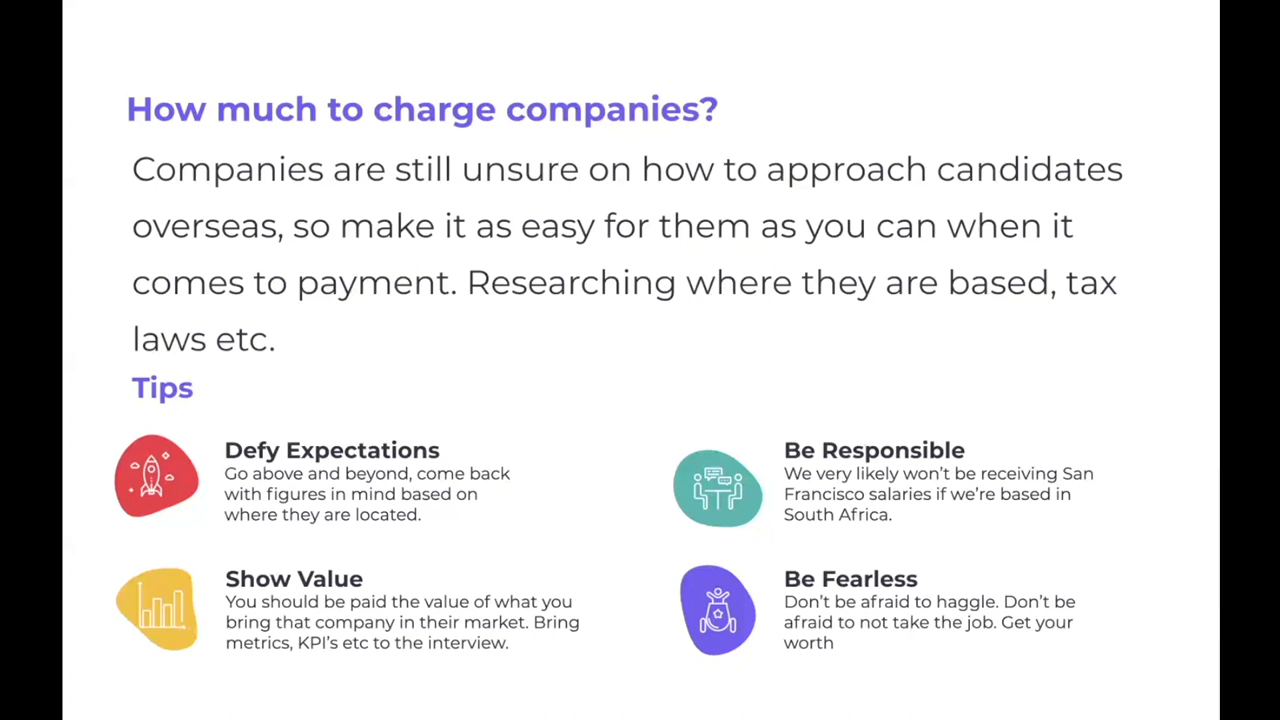 How much to charge companies?
Companies are still unsure on how to approach candidates
overseas, so make it as easy for them as you can when it
comes to payment. Researching where they are based, tax
laws etc.
Tips
Defy Expectations
Go above and beyond, come back
with figures in mind based on
where they are located.
Be Responsible
We very likely won't be receiving San
Francisco salaries if we're based in
South Africa.
Show Value
You should be paid the value of what you
bring that company in their market. Bring
metrics, KPI's etc to the interview.
Be Fearless
Don't be afraid to haggle. Don't be
afraid to not take the job. Get your
worth